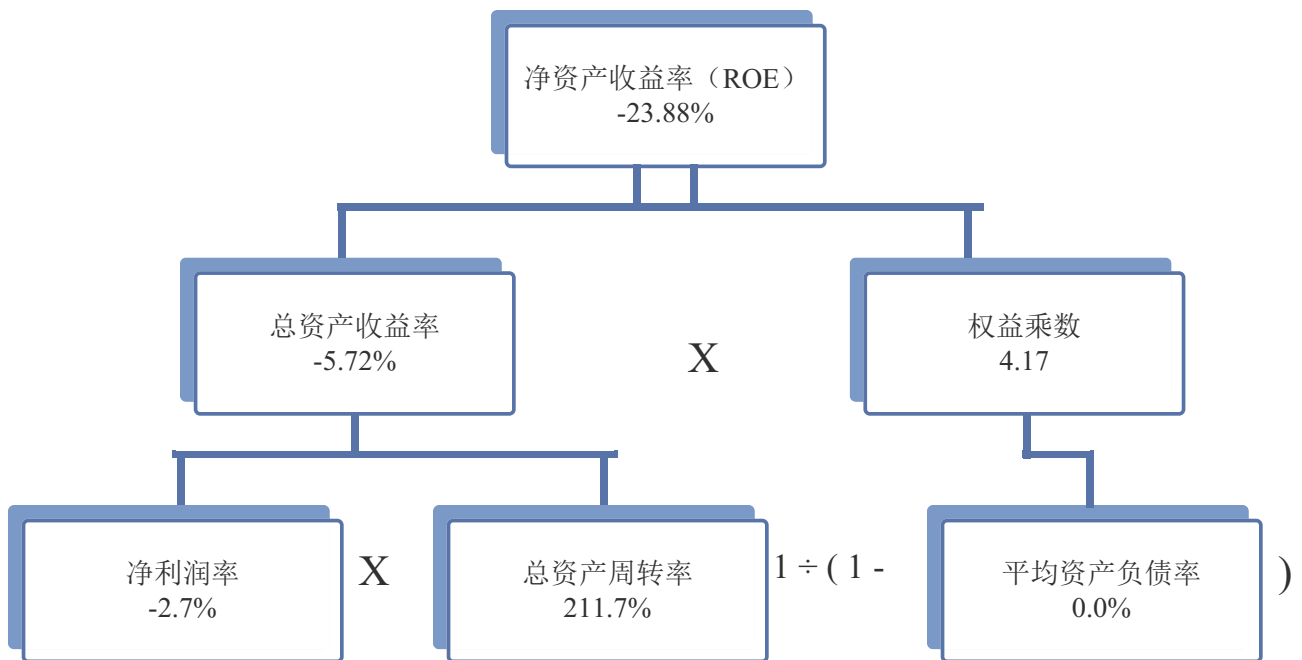 净资产收益率（ROE）
-23.88%
总资产收益率
-5.72%
X
权益乘数
4.17
净利润率
-2.7%
X
总资产周转率
211.7%
1 ÷ ( 1 -
平均资产负债率
0.0%
)